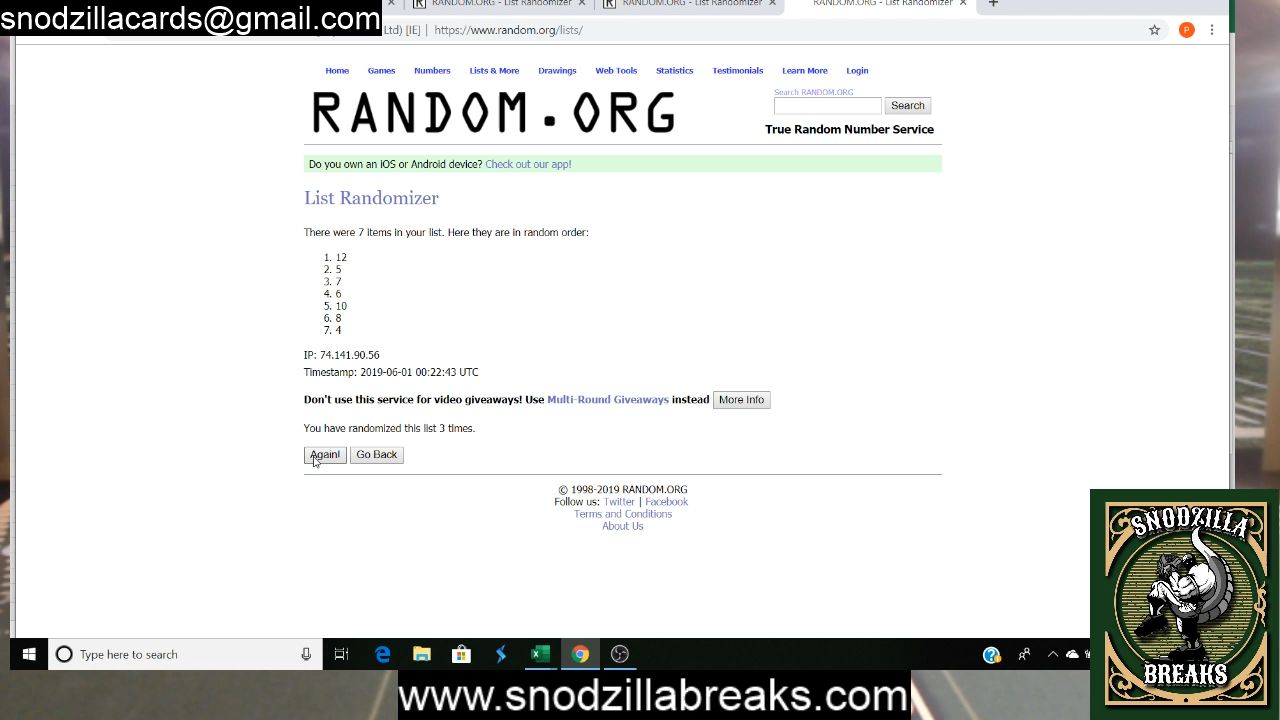 snodzillacards@gmail.com
RANDOM.ORG - List Randomizer
RANDOM.ORG - List Randomizer
RANDOM.ORG - List Randomizer
Ltd) [IE] | https://www.random.org/lists/
P
Home Games Numbers Lists & More Drawings Web Tools Statistics Testimonials Learn More Login
RANDOM.ORG
Search RANDOM.ORG
Search
True Random Number Service
Do you own an iOS or Android device? Check out our app!
List Randomizer
There were 7 items in your list. Here they are in random order:
1. 12
2. 5
3. 7
4. 6
5. 10
6. 8
7. 4
IP: 74.141.90.56
Timestamp: 2019-06-01 00:22:43 UTC
Don't use this service for video giveaways! Use Multi-Round Giveaways instead More Info
You have randomized this list 3 times.
Again! Go Back
© 1998-2019 RANDOM.ORG
Follow us: Twitter | Facebook
Terms and Conditions
About Us
SNODZILLA
BREAKS
Type here to search
www.snodzillabreaks.com